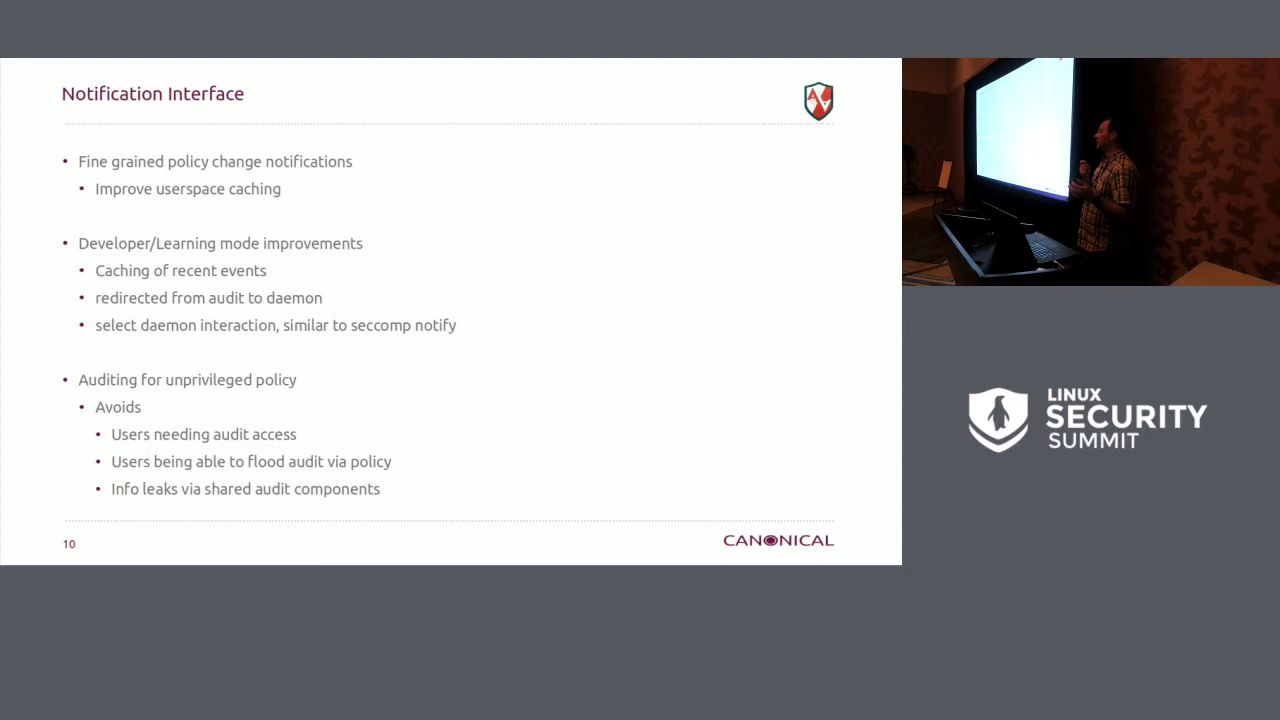 Notification Interface
• Fine grained policy change notifications
• Improve userspace caching
• Developer/Learning mode improvements
• Caching of recent events
• redirected from audit to daemon
• select daemon interaction, similar to seccomp notify
• Auditing for unprivileged policy
• Avoids
• Users needing audit access
• Users being able to flood audit via policy
• Info leaks via shared audit components
10
CANONICAL
LINUX
SECURITY
SUMMIT